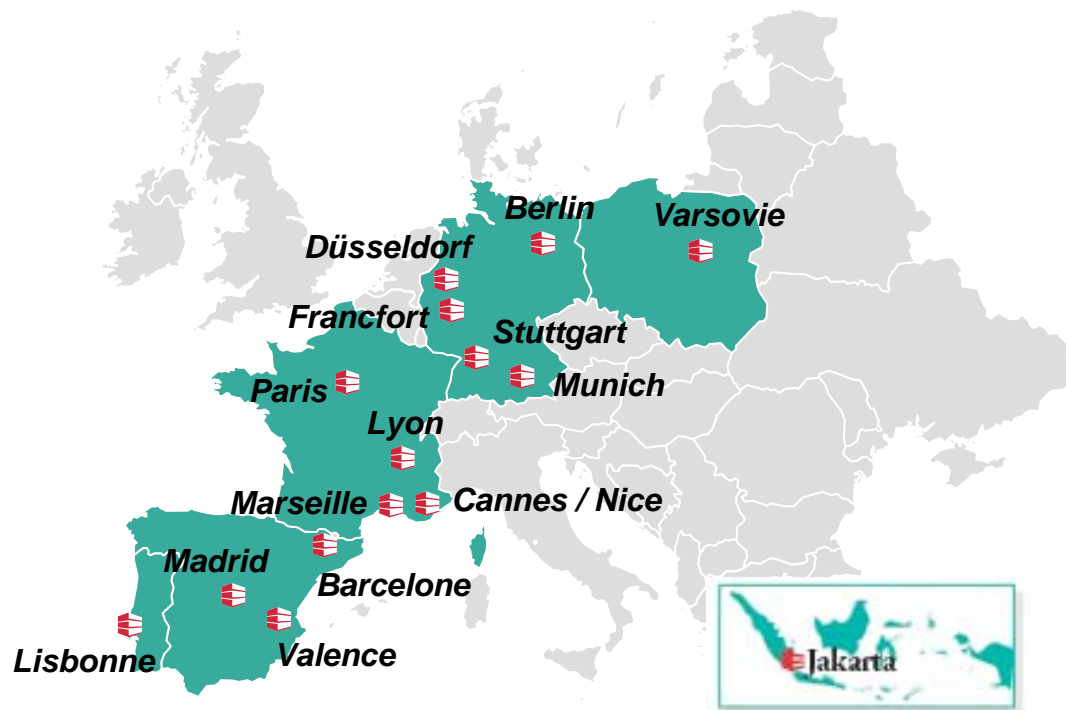 Berlin
Varsovie
Düsseldorf
Francfort
Stuttgart
Paris
Munich
Lyon
Marseille
Cannes / Nice
Madrid
Barcelone
Lisbonne
Valence
Jakarta